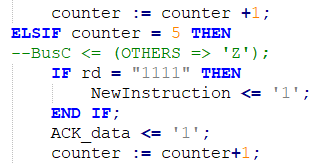 counter := counter +1;
ELSIF counter = 5 THEN
--BusC <= (OTHERS => 'Z');
IF rd = "1111" THEN
NewInstruction <= '1';
END IF;
ACK_data <= '1';
counter := counter+1;